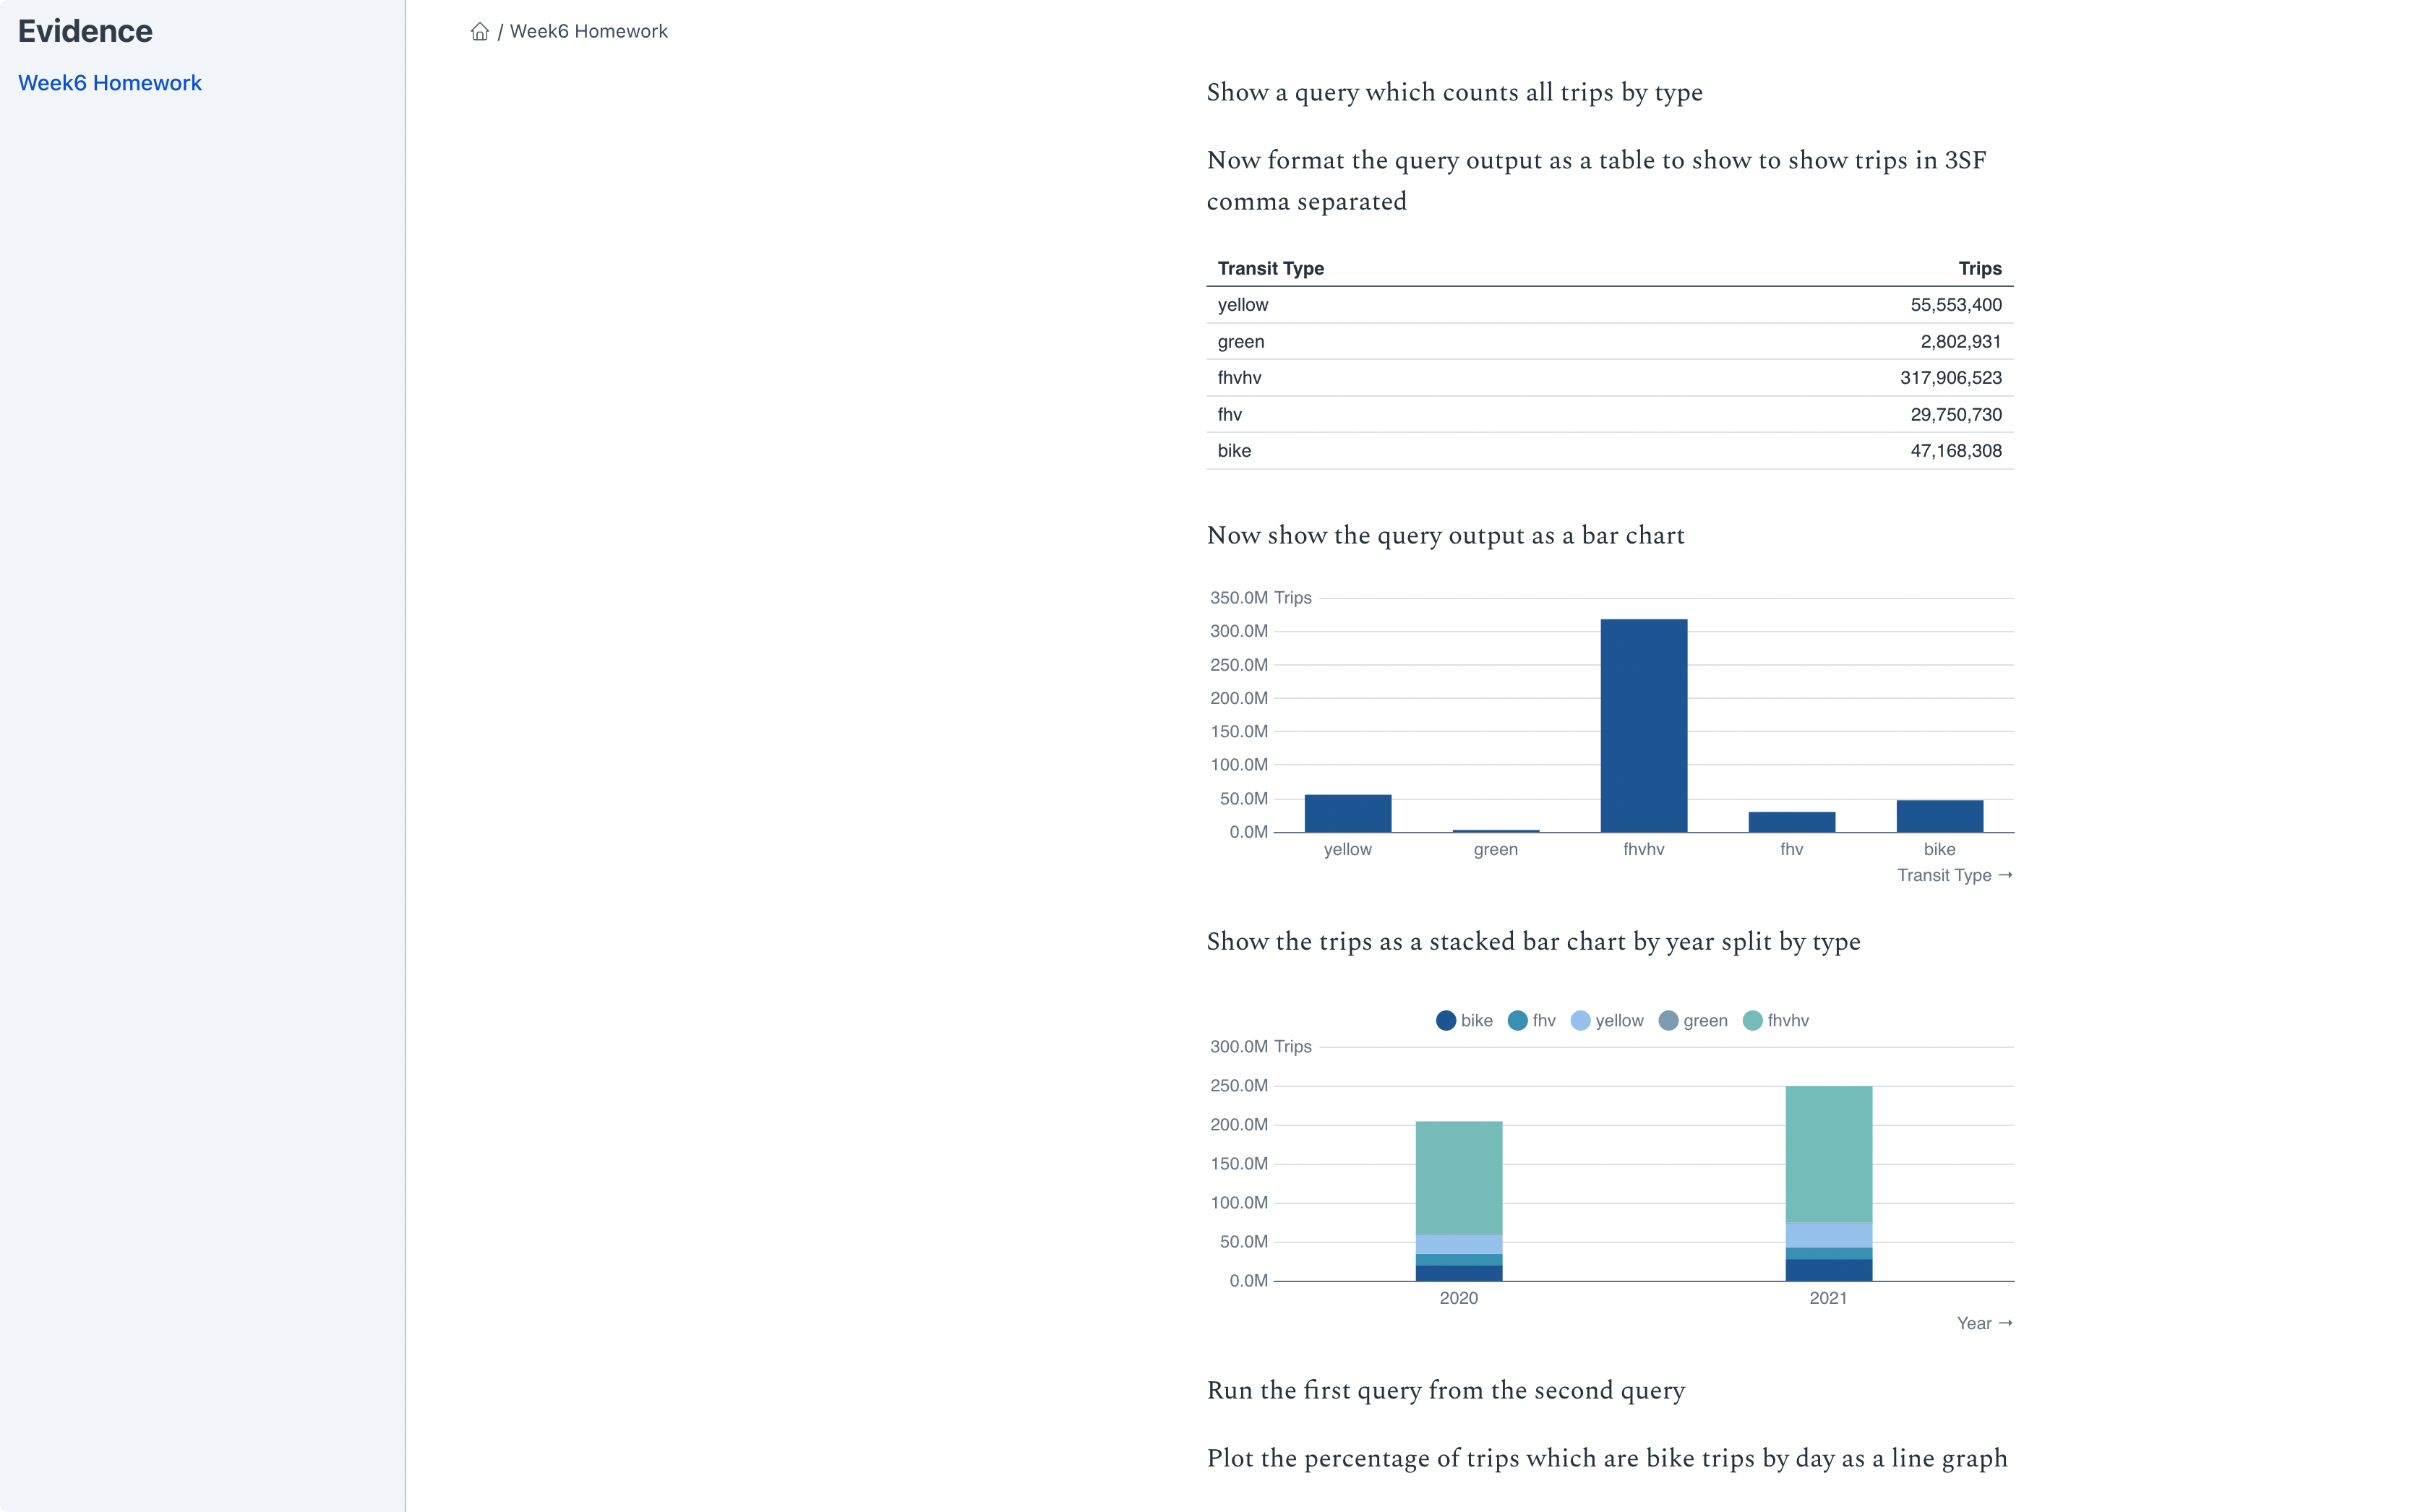 Evidence
Week6 Homework
/ Week6 Homework
Show a query which counts all trips by type
Now format the query output as a table to show to show trips in 3SF
comma separated
Transit Type Trips
yellow 55,553,400
green 2,802,931
fhvhv 317,906,523
fhv 29,750,730
bike 47,168,308
Now show the query output as a bar chart
350.0M Trips
300.0M
250.0M
200.0M
150.0M
100.0M
50.0M
0.0M
yellow green fhvhv fhv bike
Transit Type →
Show the trips as a stacked bar chart by year split by type
bike fhv yellow green fhvhv
300.0M Trips
250.0M
200.0M
150.0M
100.0M
50.0M
0.0M
2020 2021
Year →
Run the first query from the second query
Plot the percentage of trips which are bike trips by day as a line graph